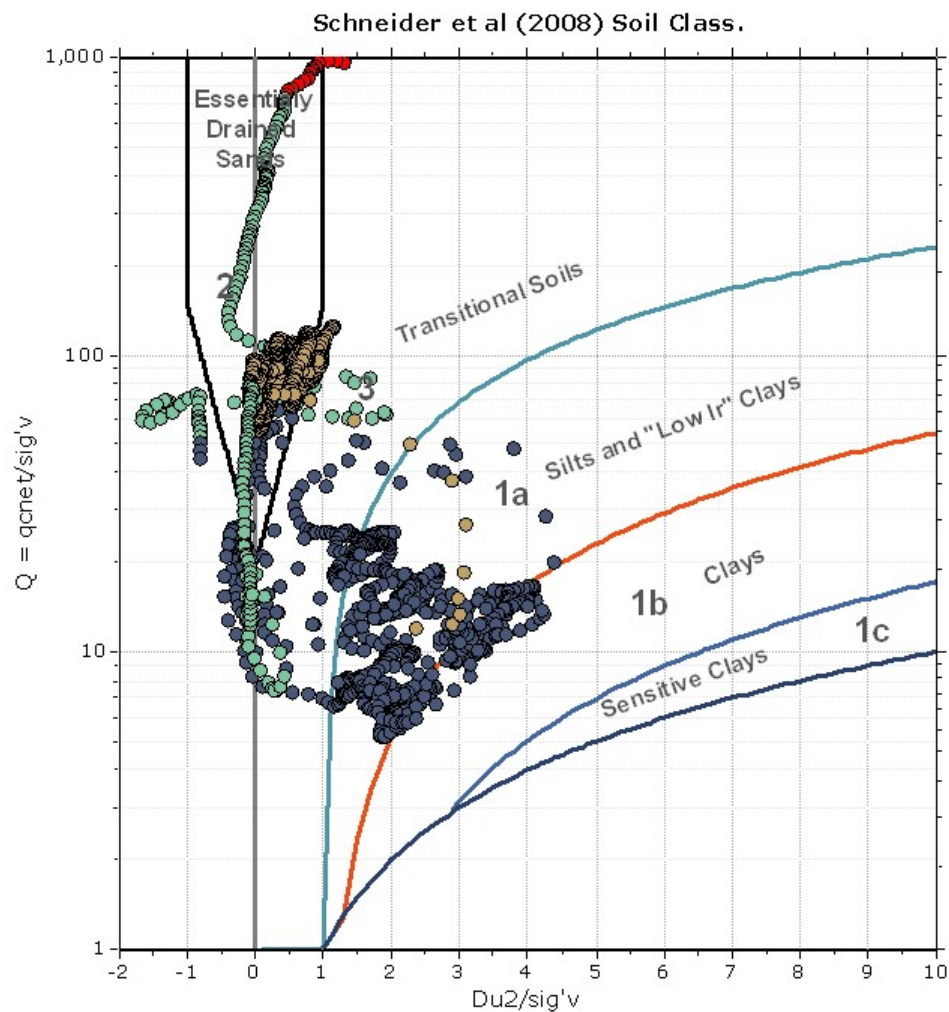 Schneider et al (2008) Soil Class.
1,000
Essentialy
Drained
Sands
2
Transitional Soils
100
3
Silts and "Low Ir" Clays
1a
Q = qcnet/sig'v
Clays
1b
1c
10
Sensitive Clays
1
-2 -1 0 1 2 3 4 5 6 7 8 9 10
Du2/sig'v